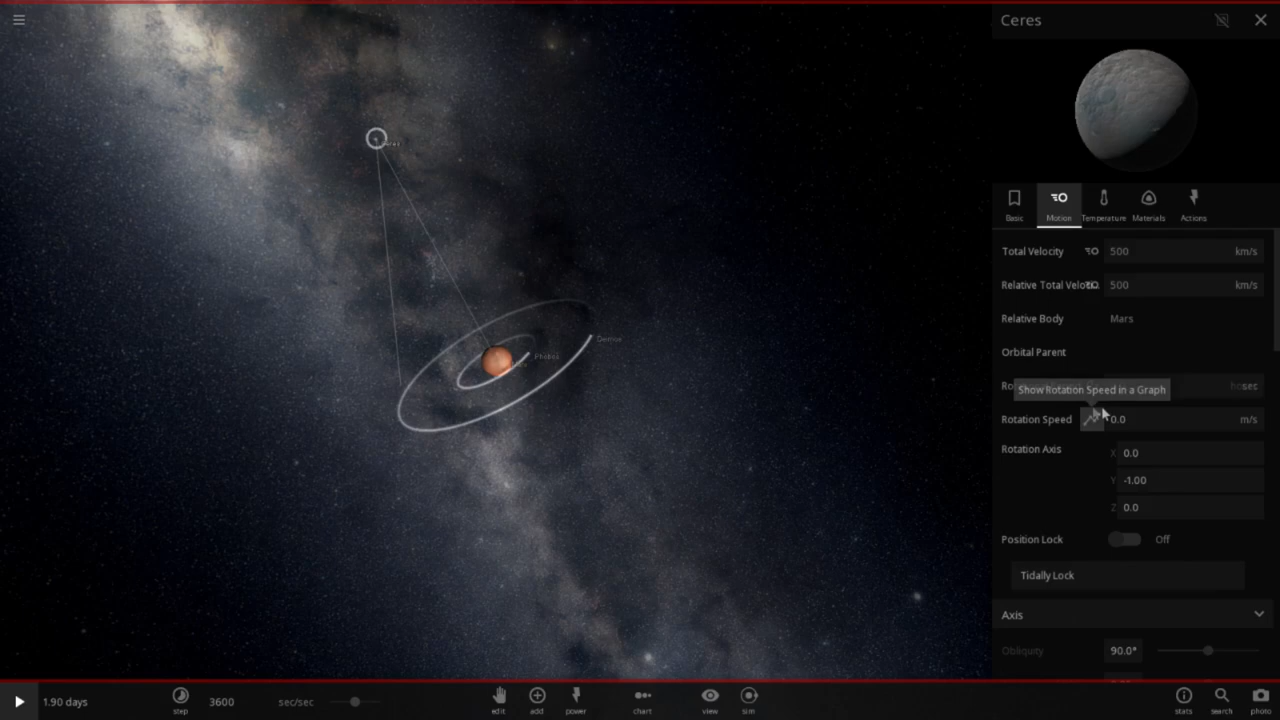 Ceres
Basic
Motion
Temperature
Materials
Actions
Total Velocity 500 km/s
Relative Total Velo 500 km/s
Relative Body Mars
Orbital Parent
Ro sec
Show Rotation Speed in a Graph
Rotation Speed 0.0 m/s
Rotation Axis X 0.0
Y -1.00
Z 0.0
Position Lock Off
Tidally Lock
Axis
Obliquity 90.0°
Phobos
Deimos
1.90 days
step
3600 sec/sec
edit
add
power
chart
view
sim
stats
search
photo